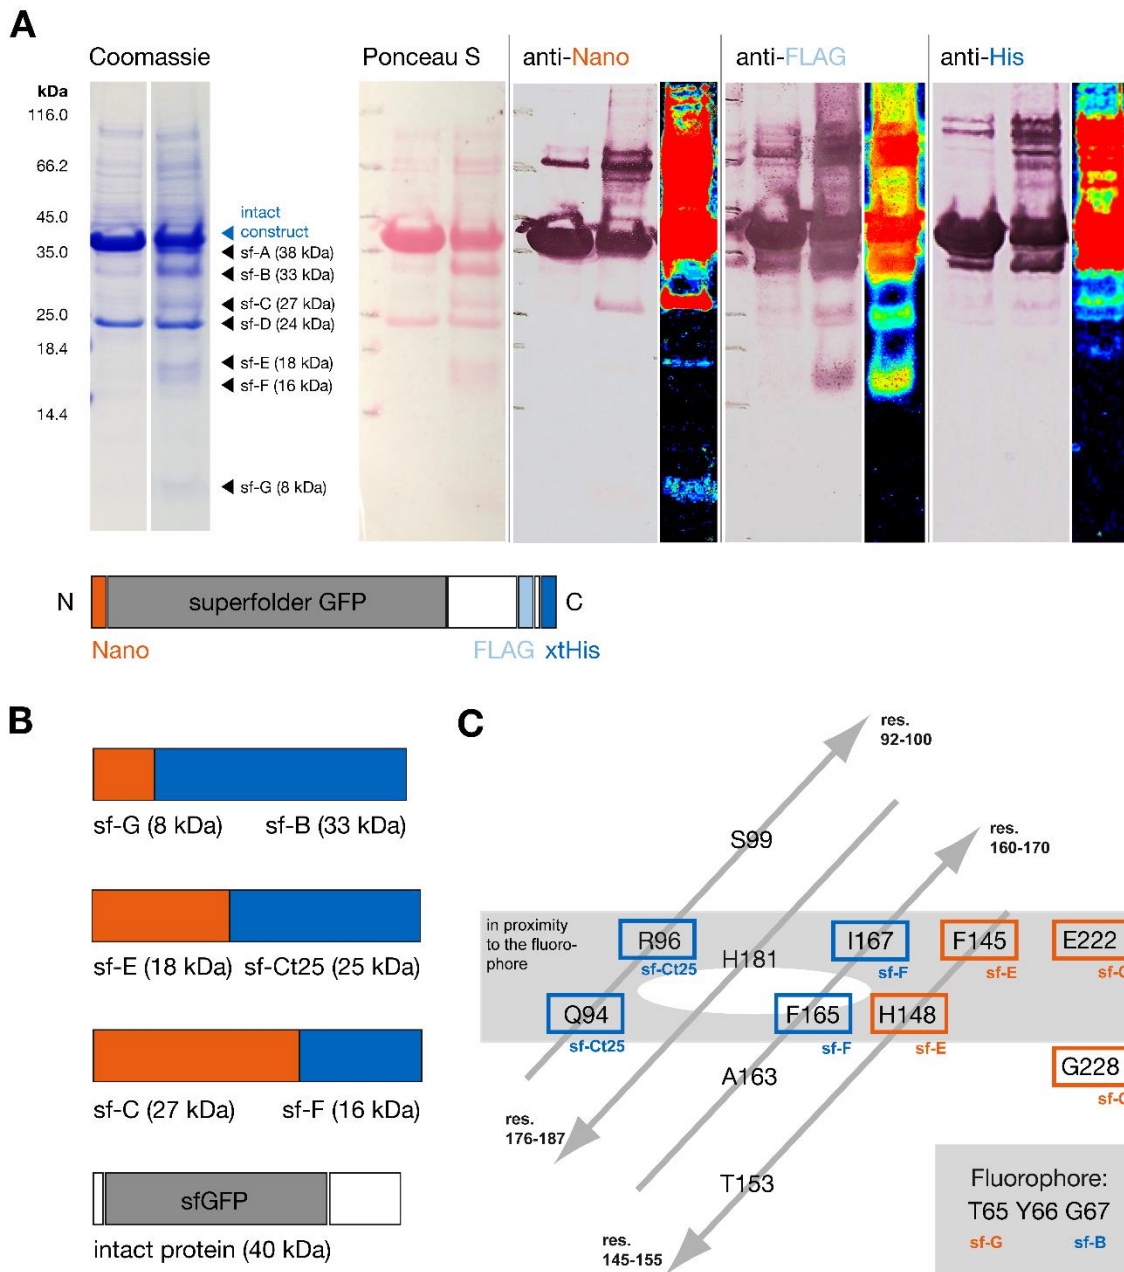 A
Coomassie
Ponceau S
anti-Nano
anti-FLAG
anti-His
kDa
116.0
66.2
45.0
35.0
25.0
18.4
14.4
intact
construct
sf-A (38 kDa)
sf-B (33 kDa)
sf-C (27 kDa)
sf-D (24 kDa)
sf-E (18 kDa)
sf-F (16 kDa)
sf-G (8 kDa)
N
superfolder GFP
C
Nano
FLAG
xtHis
B
sf-G (8 kDa) sf-B (33 kDa)
sf-E (18 kDa) sf-Ct25 (25 kDa)
sf-C (27 kDa) sf-F (16 kDa)
sfGFP
intact protein (40 kDa)
C
res.
92-100
S99
res.
160-170
in proximity
to the fluoro-
phore
R96
sf-Ct25
H181
I167
sf-F
F145
sf-E
E222
Q94
sf-Ct25
F165
sf-F
H148
sf-E
A163
G228
res.
176-187
T153
res.
145-155
Fluorophore:
T65 Y66 G67
sf-G sf-B